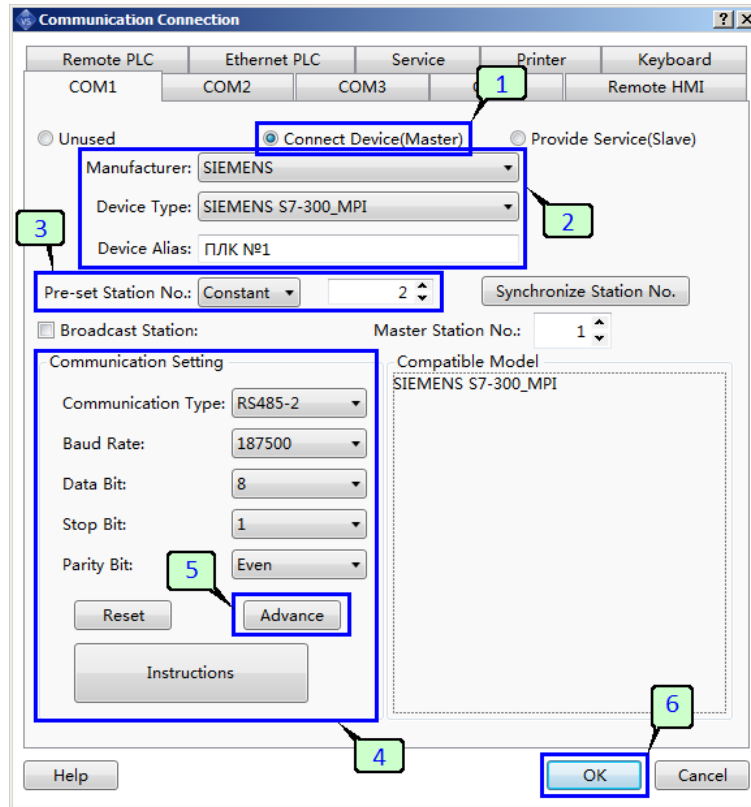 Communication Connection
Remote PLC Ethernet PLC Service Printer Keyboard
COM1 COM2 COM3 Remote HMI
1
Unused Connect Device(Master) Provide Service(Slave)
Manufacturer: SIEMENS
Device Type: SIEMENS S7-300_MPI
2
3
Device Alias: ПЛК №1
Pre-set Station No.: Constant 2 Synchronize Station No.
Broadcast Station: Master Station No.: 1
Communication Setting Compatible Model
SIEMENS S7-300_MPI
Communication Type: RS485-2
Baud Rate: 187500
Data Bit: 8
Stop Bit: 1
Parity Bit: Even
5
Reset Advance
Instructions
6
4
Help OK Cancel